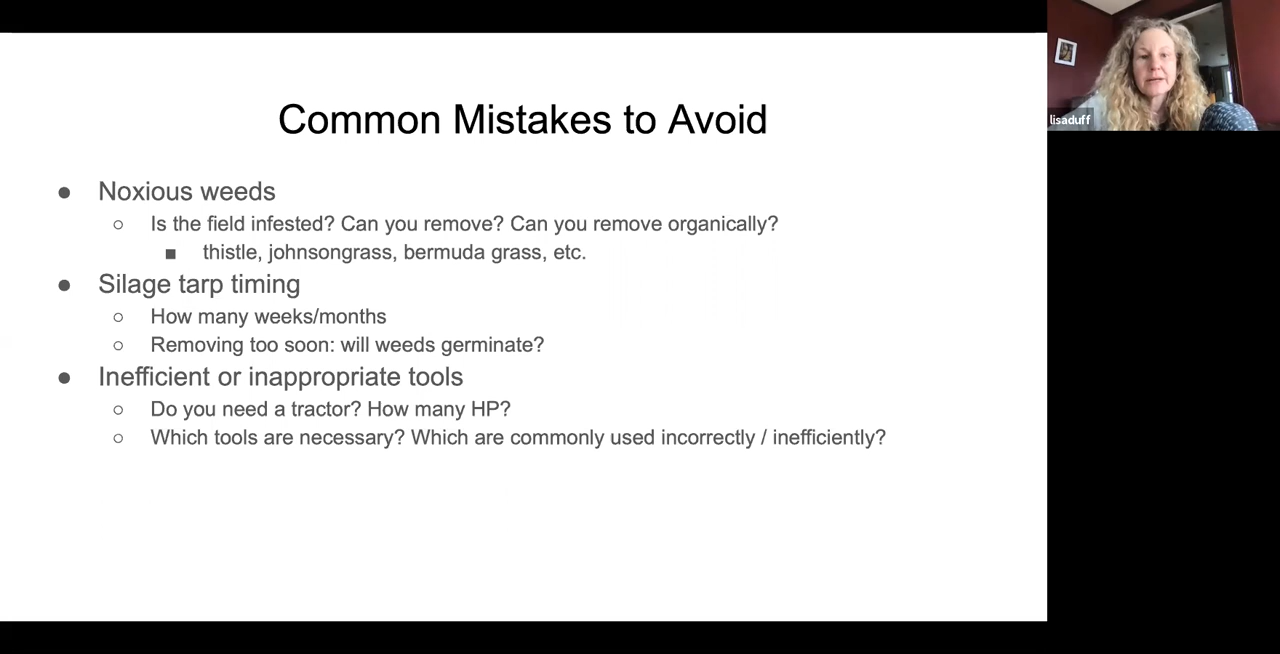 Common Mistakes to Avoid
● Noxious weeds
○ Is the field infested? Can you remove? Can you remove organically?
■ thistle, johnsongrass, bermuda grass, etc.
● Silage tarp timing
○ How many weeks/months
○ Removing too soon: will weeds germinate?
● Inefficient or inappropriate tools
○ Do you need a tractor? How many HP?
○ Which tools are necessary? Which are commonly used incorrectly / inefficiently?
lisaduff